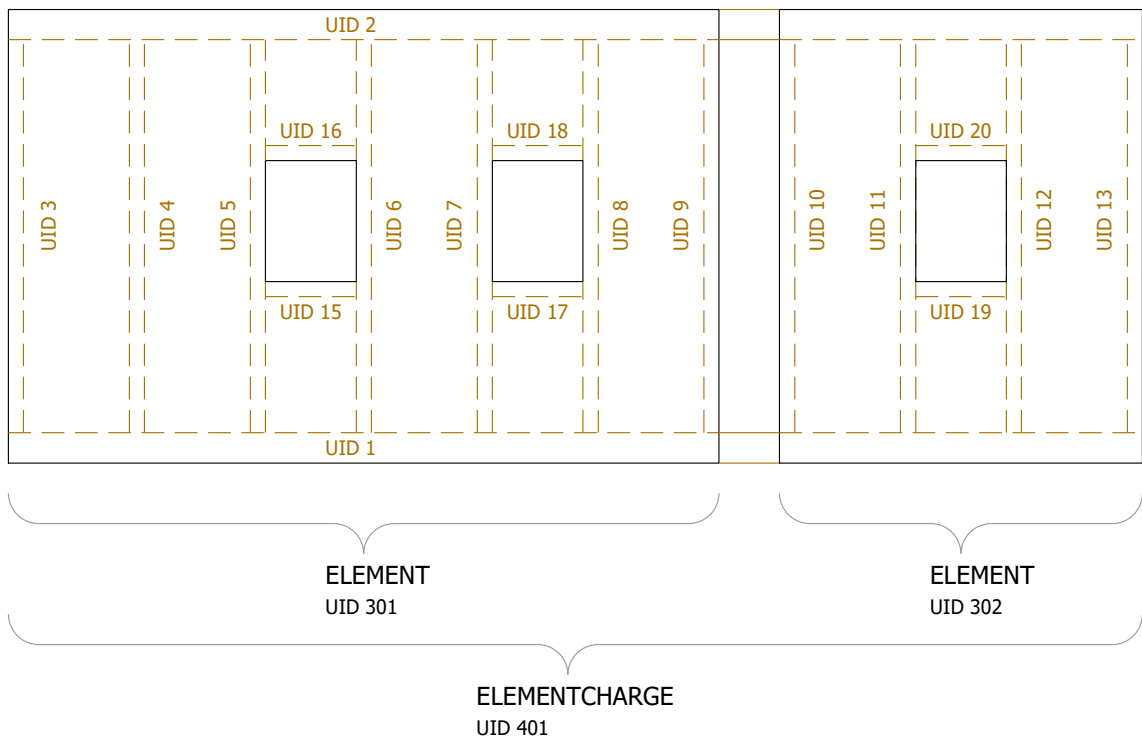 UID 2
UID 16
UID 18
UID 20
UID 3
UID 4
UID 5
UID 6
UID 7
UID 8
UID 9
UID 10
UID 11
UID 12
UID 13
UID 15
UID 17
UID 19
UID 1
ELEMENT
UID 301
ELEMENT
UID 302
ELEMENTCHARGE
UID 401